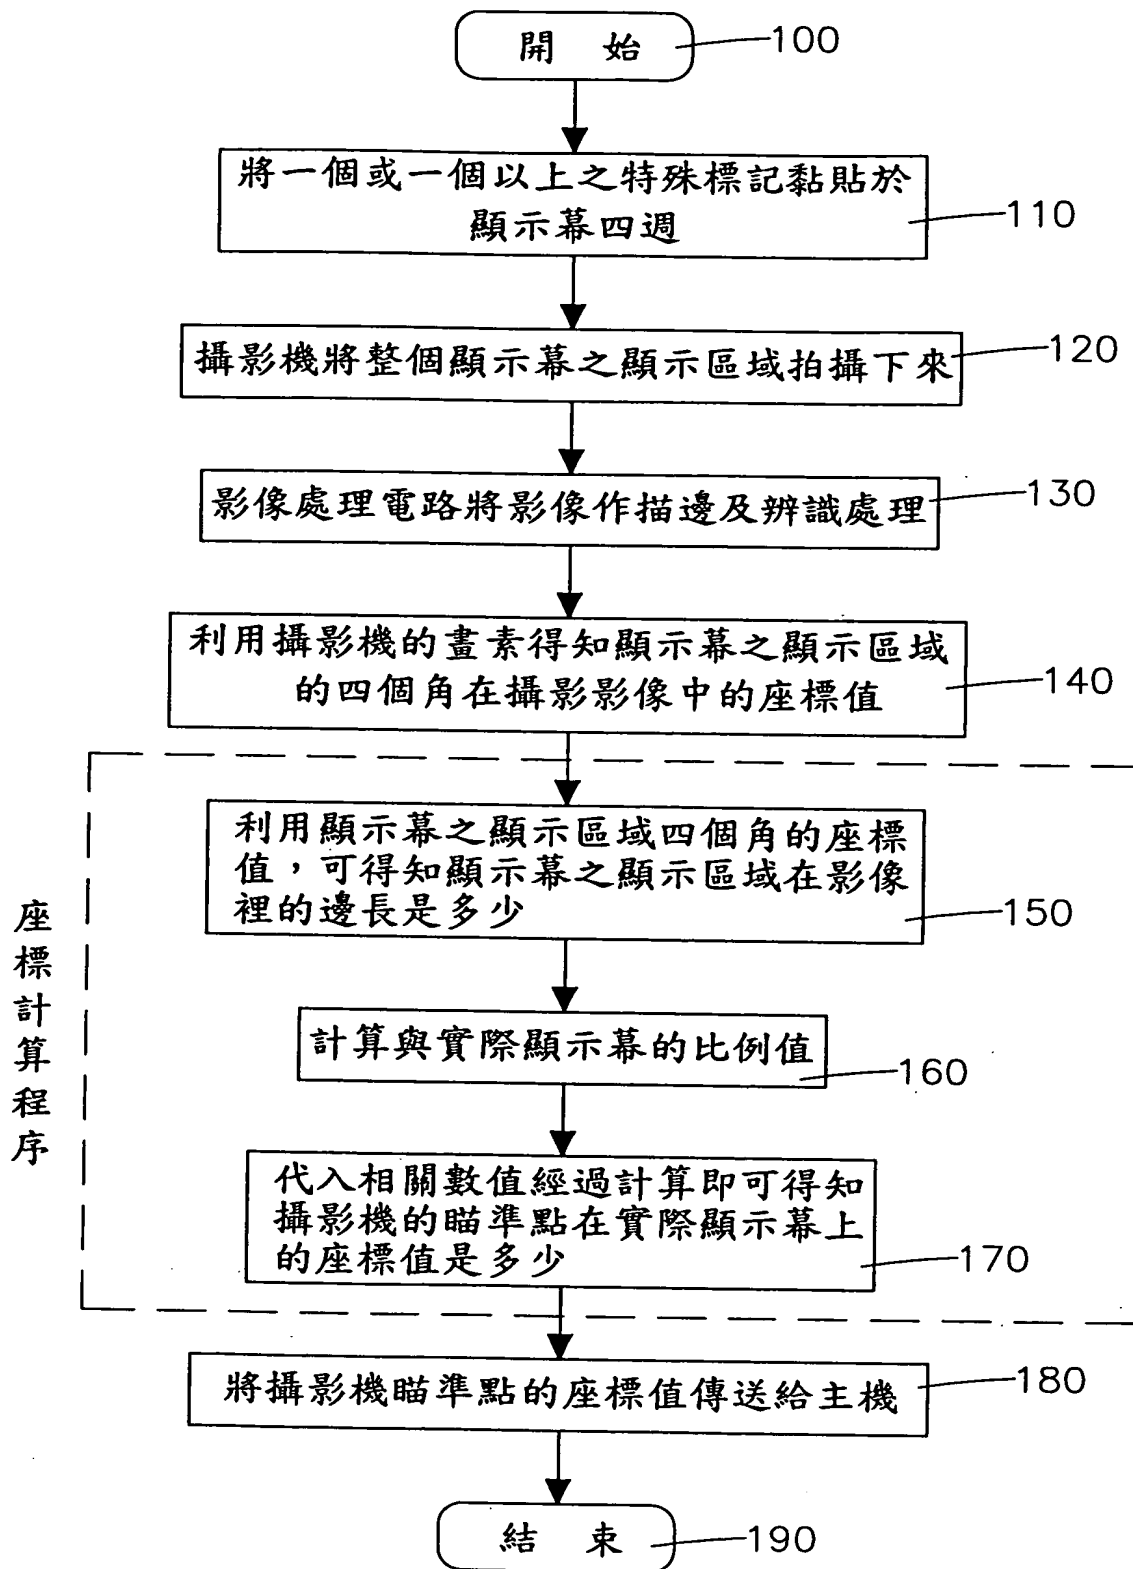 開 始
100
將一個或一個以上之特殊標記黏貼於
顯示幕四週
110
攝影機將整個顯示幕之顯示區域拍攝下來
120
影像處理電路將影像作描邊及辨識處理
130
利用攝影機的畫素得知顯示幕之顯示區域
的四個角在攝影影像中的座標值
140
座標計算程序
利用顯示幕之顯示區域四個角的座標
值,可得知顯示幕之顯示區域在影像
裡的邊長是多少
150
計算與實際顯示幕的比例值
160
代入相關數值經過計算即可得知
攝影機的瞄準點在實際顯示幕上
的座標值是多少
170
將攝影機瞄準點的座標值傳送給主機
180
結 束
190